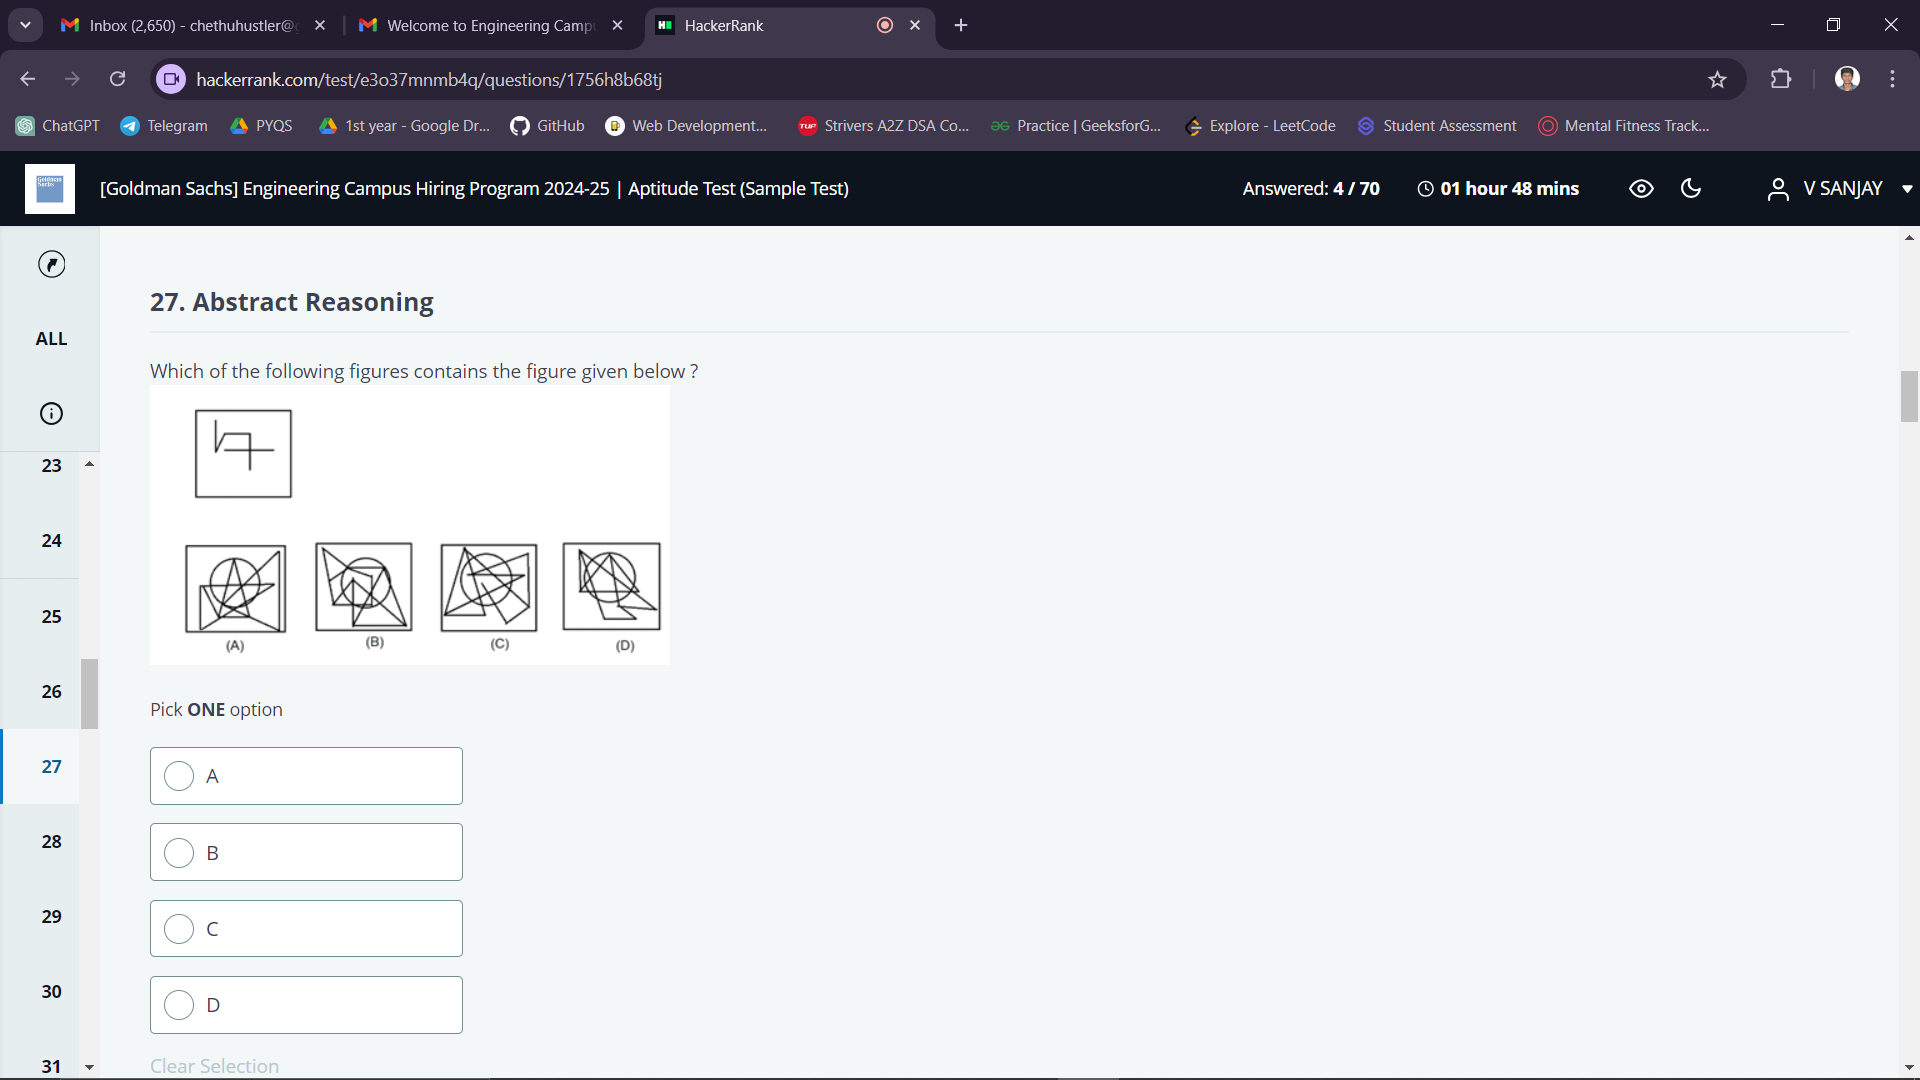 Inbox (2,650) - chethuhustler@g
Welcome to Engineering Campu
HackerRank
hackerrank.com/test/e3o37mnmb4q/questions/1756h8b68tj
ChatGPT
Telegram
PYQS
1st year - Google Dr...
GitHub
Web Development...
TUF
Strivers A2Z DSA Co...
Practice | GeeksforG...
Explore - LeetCode
Student Assessment
Mental Fitness Track...
Goldman
Sachs
[Goldman Sachs] Engineering Campus Hiring Program 2024-25 | Aptitude Test (Sample Test)
Answered: 4 / 70
01 hour 48 mins
V SANJAY
ALL
23
24
25
26
27
28
29
30
31
27. Abstract Reasoning
Which of the following figures contains the figure given below ?
(A)
(B)
(C)
(D)
Pick ONE option
A
B
C
D
Clear Selection